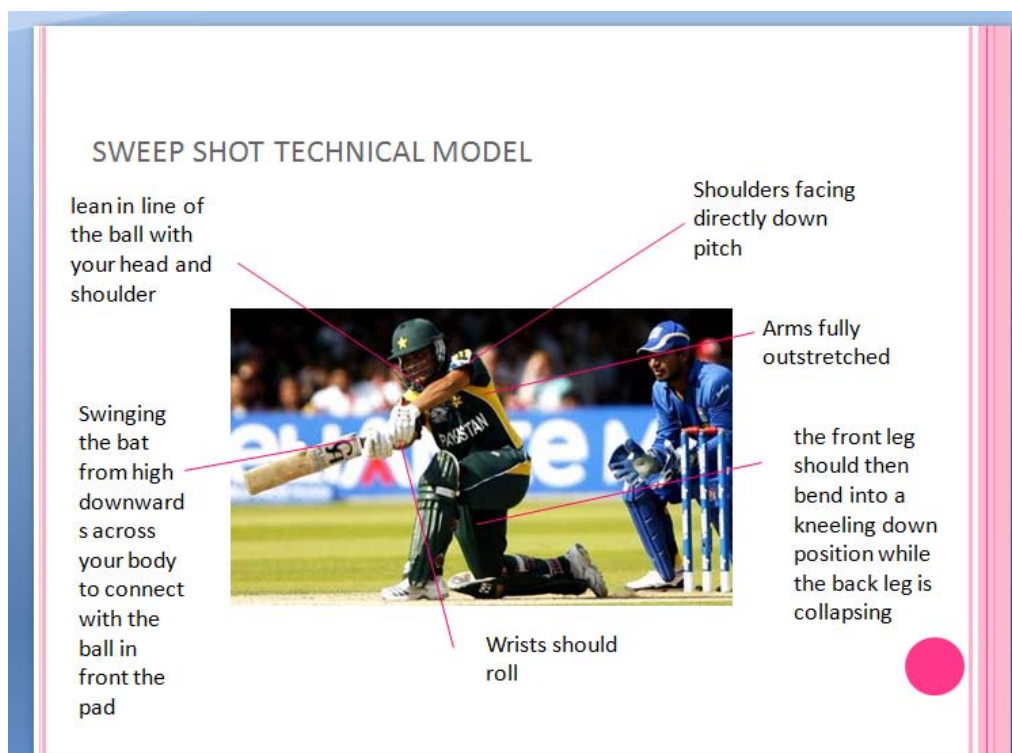 SWEEP SHOT TECHNICAL MODEL
lean in line of
the ball with
your head and
shoulder
Shoulders facing
directly down
pitch
Arms fully
outstretched
Swinging
the bat
from high
downward
s across
your body
to connect
with the
ball in
front the
pad
the front leg
should then
bend into a
kneeling down
position while
the back leg is
collapsing
Wrists should
roll
PAKISTAN